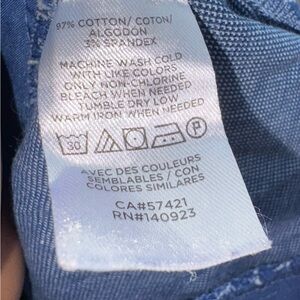 97% COTTON/ COTON/
ALGODÓN
3% SPANDEX
MACHINE WASH COLD
WITH LIKE COLORS
ONLY NON-CHLORINE
BLEACH WHEN NEEDED
TUMBLE DRY LOW
WARM IRON WHEN NEEDED
30 P
AVEC DES COULEURS
SEMBLABLES / CON
COLORES SIMILARES
CA#57421
RN#140923